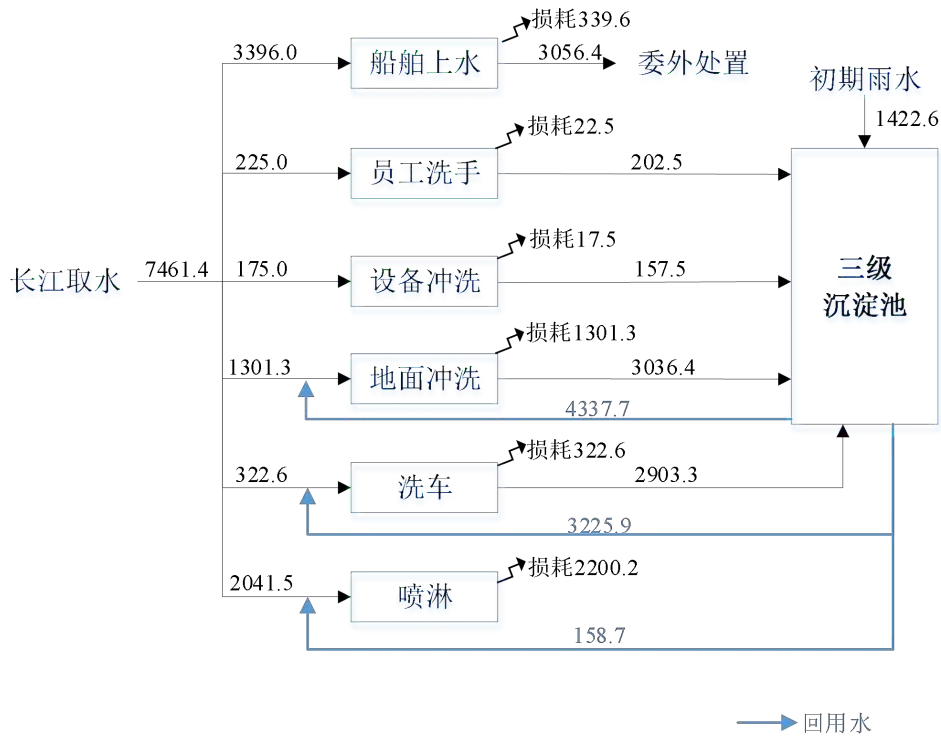 损耗339.6
3396.0
船舶上水
3056.4
委外处置
初期雨水
1422.6
损耗22.5
225.0
员工洗手
202.5
损耗17.5
长江取水
7461.4
175.0
设备冲洗
157.5
三级
沉淀池
损耗1301.3
1301.3
地面冲洗
3036.4
4337.7
损耗322.6
322.6
洗车
2903.3
3225.9
损耗2200.2
2041.5
喷淋
158.7
回用水